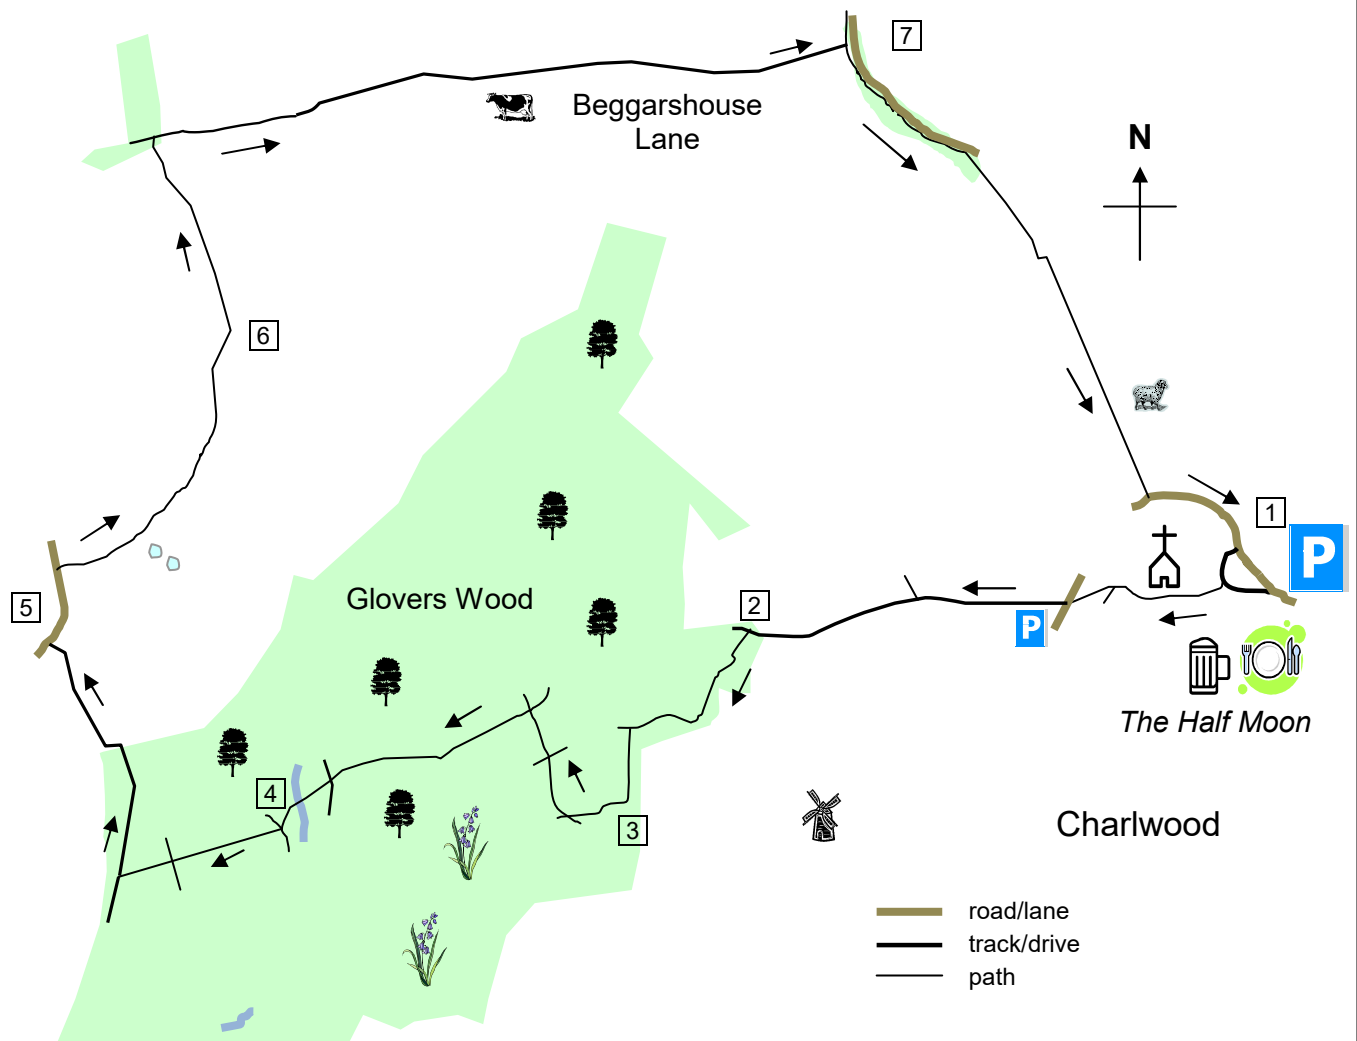 7
Beggarshouse
Lane
N
6
1
P
Glovers Wood
5
2
P
The Half Moon
4
3
Charlwood
road/lane
track/drive
path